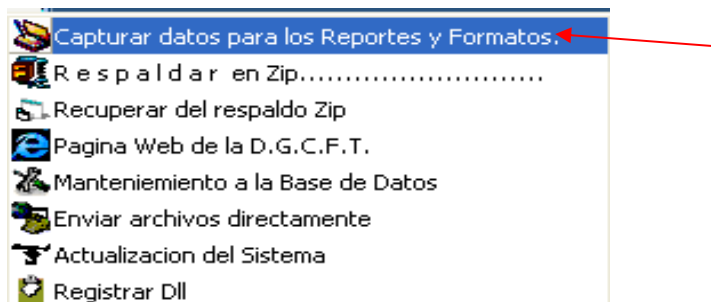 Capturar datos para los Reportes y Formatos.
R e s p a l d a r en Zip...........................
Recuperar del respaldo Zip
Pagina Web de la D.G.C.F.T.
Manteniemiento a la Base de Datos
Enviar archivos directamente
Actualizacion del Sistema
Registrar Dll